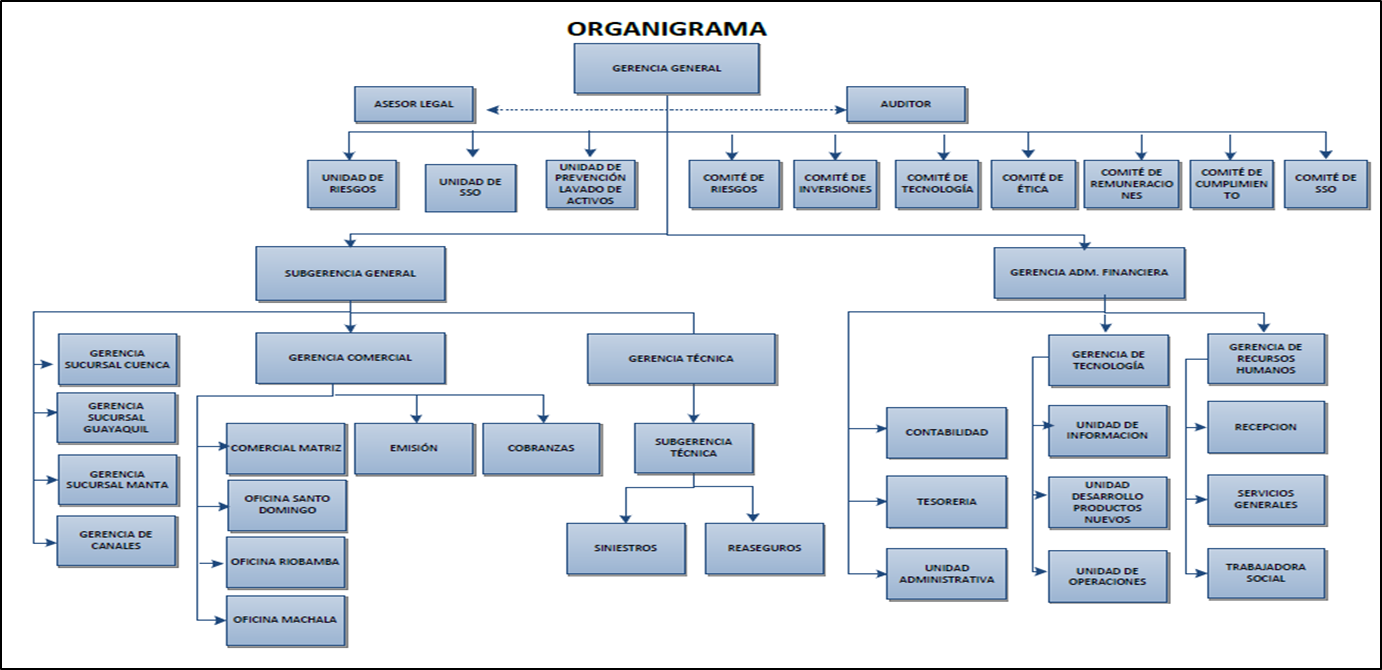 ORGANIGRAMA
GERENCIA GENERAL
ASESOR LEGAL
AUDITOR
UNIDAD DE
RIESGOS
UNIDAD DE
SSO
UNIDAD DE
PREVENCIÓN
LAVADO DE
ACTIVOS
COMITÉ DE
RIESGOS
COMITÉ DE
INVERSIONES
COMITÉ DE
TECNOLOGÍA
COMITÉ DE
ÉTICA
COMITÉ DE
REMUNERACIO
NES
COMITÉ DE
CUMPLIMIEN
TO
COMITÉ DE
SSO
SUBGERENCIA GENERAL
GERENCIA ADM. FINANCIERA
GERENCIA
SUCURSAL CUENCA
GERENCIA
SUCURSAL
GUAYAQUIL
GERENCIA
SUCURSAL MANTA
GERENCIA DE
CANALES
GERENCIA COMERCIAL
COMERCIAL MATRIZ
EMISIÓN
COBRANZAS
OFICINA SANTO
DOMINGO
OFICINA RIOBAMBA
OFICINA MACHALA
GERENCIA TÉCNICA
SUBGERENCIA
TÉCNICA
SINIESTROS
REASEGUROS
CONTABILIDAD
TESORERIA
UNIDAD
ADMINISTRATIVA
GERENCIA DE
TECNOLOGÍA
UNIDAD DE
INFORMACION
UNIDAD
DESARROLLO
PRODUCTOS
NUEVOS
UNIDAD DE
OPERACIONES
GERENCIA DE
RECURSOS
HUMANOS
RECEPCION
SERVICIOS
GENERALES
TRABAJADORA
SOCIAL